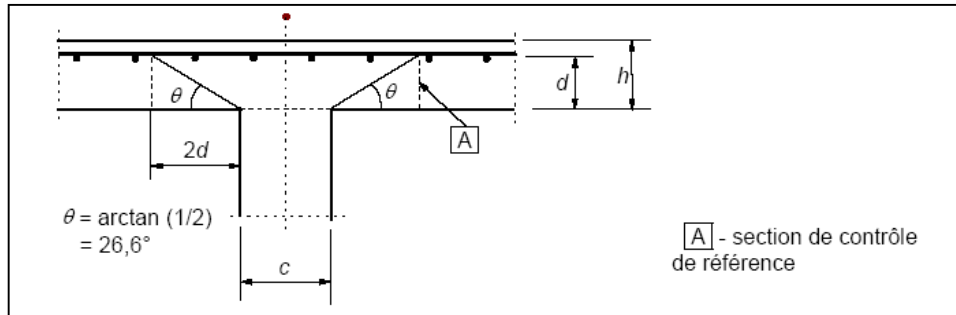 d
h
θ
θ
A
2d
θ = arctan (1/2)
= 26,6°
c
A - section de contrôle
de référence